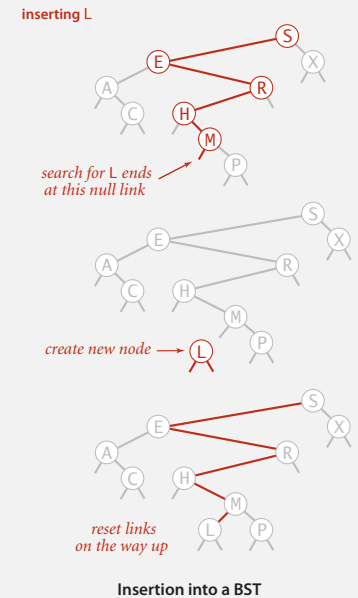 inserting L
S
E X
A R
C H
M
P
search for L ends
at this null link
S
E X
A R
C H
M
P
create new node L
S
E X
A R
C H
M
L P
reset links
on the way up
Insertion into a BST